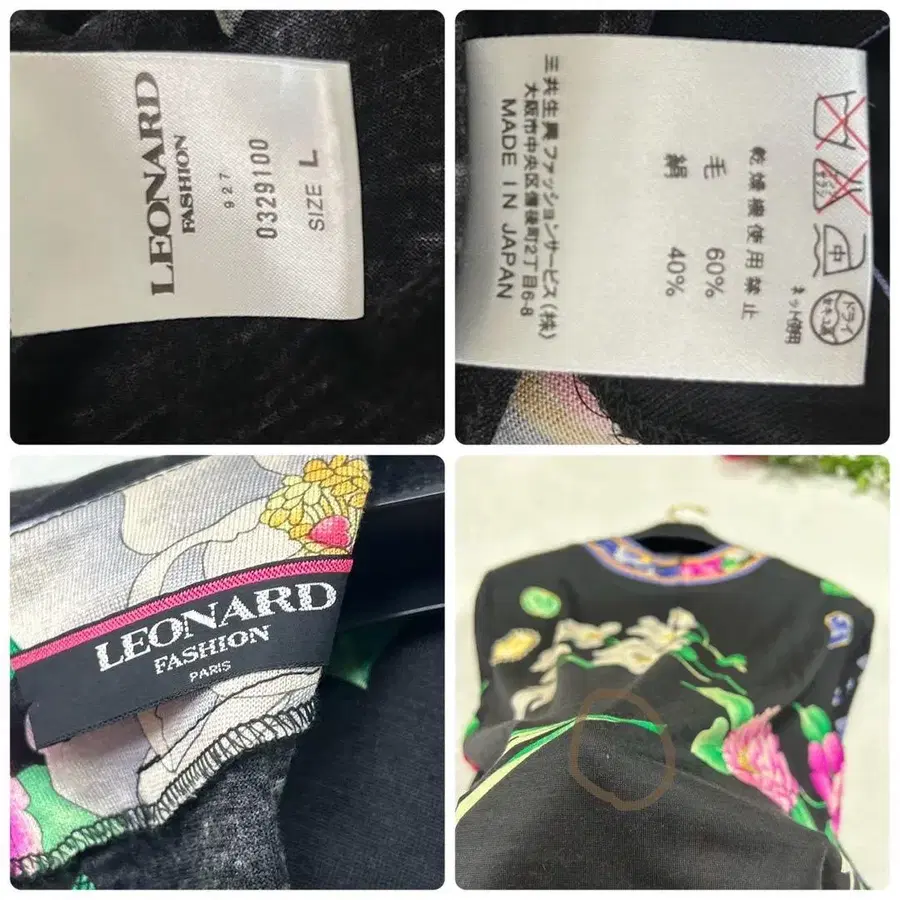 LEONARD
FASHION
927
0329100
SIZE L
中
ドライ
ネット使用
乾燥機使用禁止
毛 60%
絹 40%
三共生興ファッションサービス(株)
大阪市中央区備後町2丁目6-8
MADE IN JAPAN
LEONARD
FASHION
PARIS